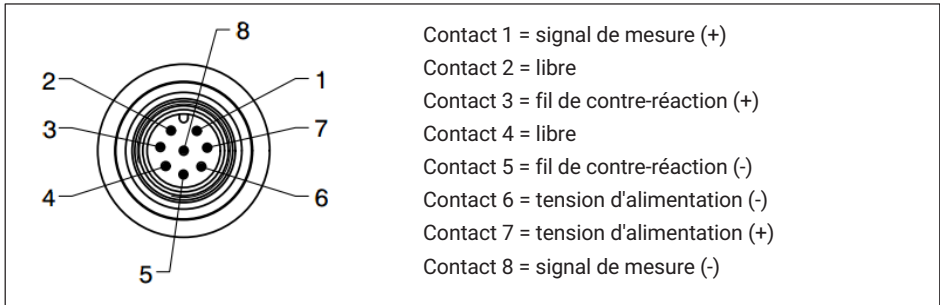 8
2
1
3
7
4
6
5
Contact 1 = signal de mesure (+)
Contact 2 = libre
Contact 3 = fil de contre-réaction (+)
Contact 4 = libre
Contact 5 = fil de contre-réaction (-)
Contact 6 = tension d'alimentation (-)
Contact 7 = tension d'alimentation (+)
Contact 8 = signal de mesure (-)